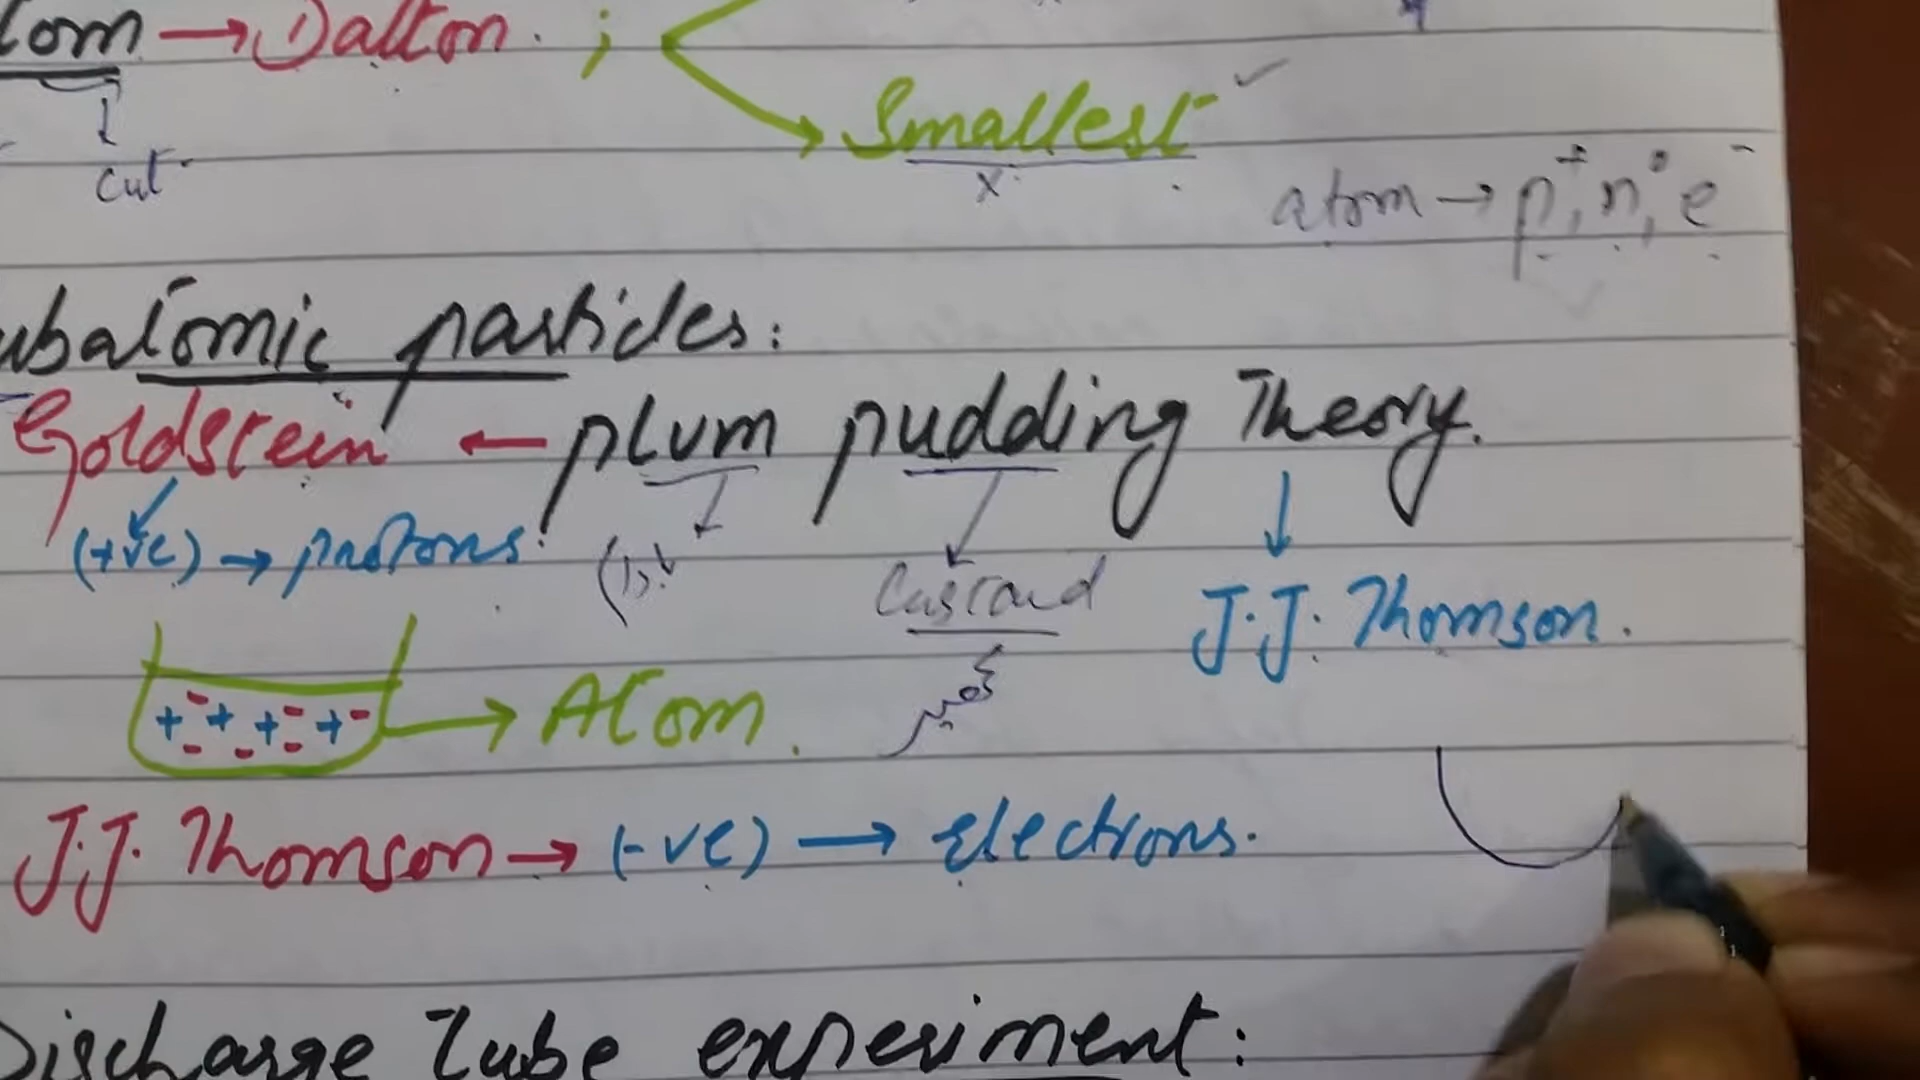 tom → Dalton. ;
Smallest ✓
cut
x
atom → p⁺, n°, e⁻
ubatomic particles:
Goldstein ← plum pudding Theory.
(+ve) → protons.
Custard
J.J. Thomson.
+ - + - + - + -
→ Atom.
J.J. Thomson → (-ve) → Electrons.
Discharge Tube experiment: